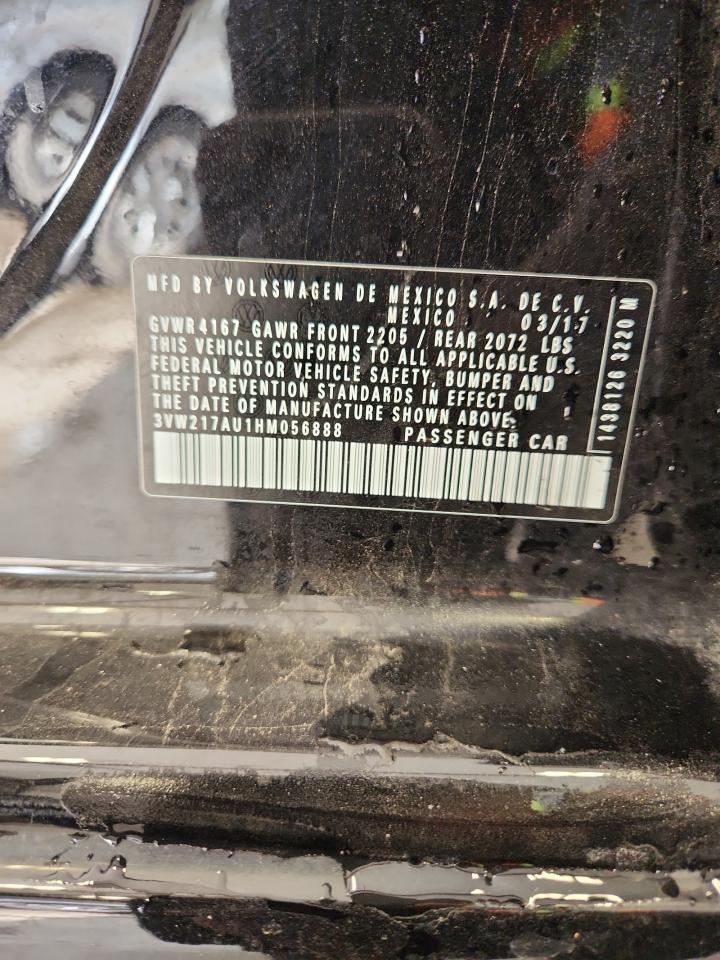 MFD BY VOLKSWAGEN DE MEXICO S.A. DE C.V.
MEXICO 03/17
GVWR 4167 GAWR FRONT 2205 / REAR 2072 LBS
THIS VEHICLE CONFORMS TO ALL APPLICABLE U.S.
FEDERAL MOTOR VEHICLE SAFETY, BUMPER AND
THEFT PREVENTION STANDARDS IN EFFECT ON
THE DATE OF MANUFACTURE SHOWN ABOVE.
3VW217AU1HM056888 PASSENGER CAR
1498126 3220 M